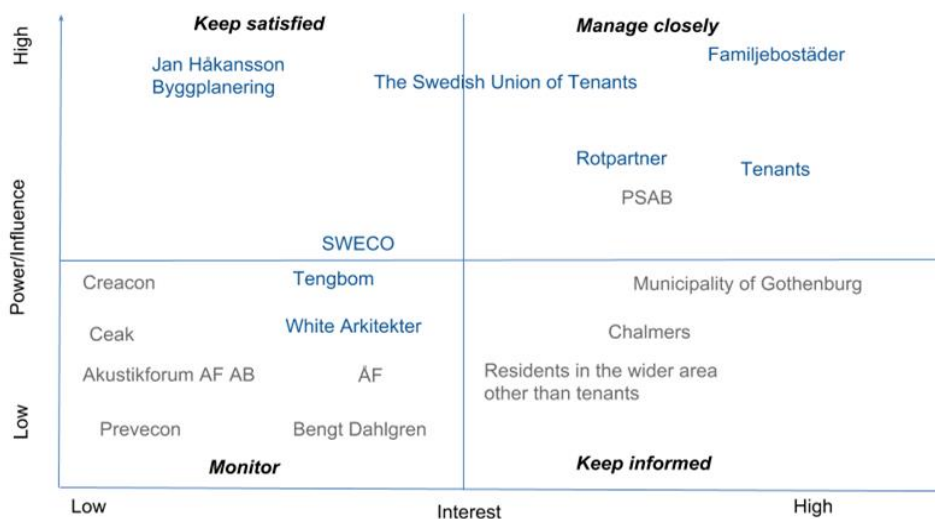 Keep satisfied
Manage closely
High
Jan Håkansson
Byggplanering
The Swedish Union of Tenants
Familjebostäder
Rotpartner
Tenants
PSAB
Power/Influence
SWECO
Creacon
Tengbom
Municipality of Gothenburg
Ceak
White Arkitekter
Chalmers
Akustikforum AF AB
ÅF
Residents in the wider area
other than tenants
Low
Prevecon
Bengt Dahlgren
Monitor
Keep informed
Low
Interest
High